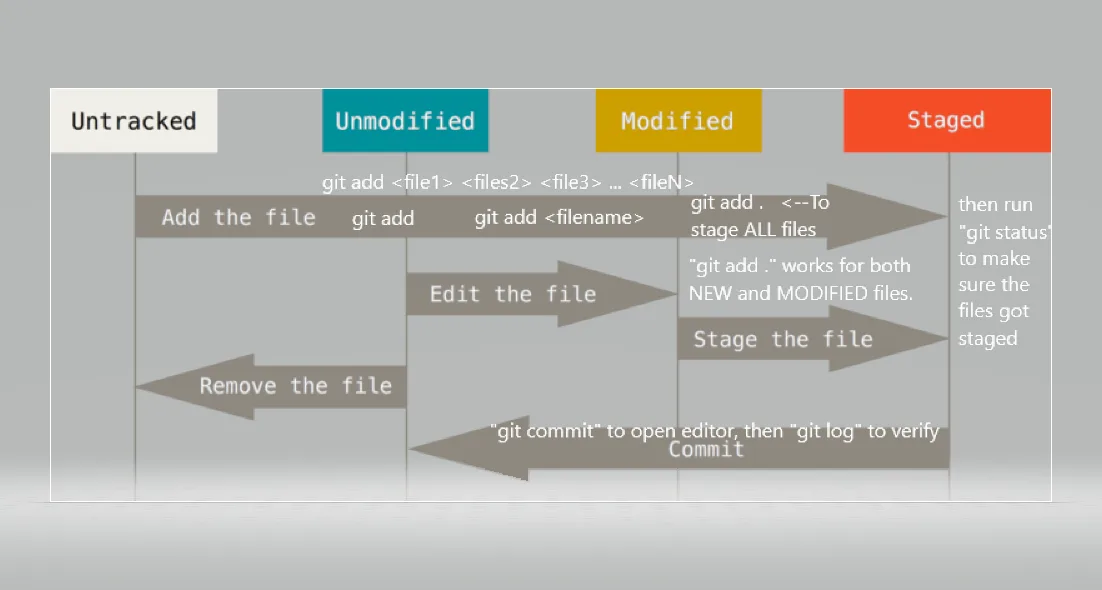 Untracked
Unmodified
Modified
Staged
git add <file1> <files2> <file3> ... <fileN>
Add the file
git add
git add <filename>
git add .   <--To
stage ALL files
then run
"git status"
to make
sure the
files got
staged
"git add ." works for both
NEW and MODIFIED files.
Edit the file
Stage the file
Remove the file
"git commit" to open editor, then "git log" to verify
Commit